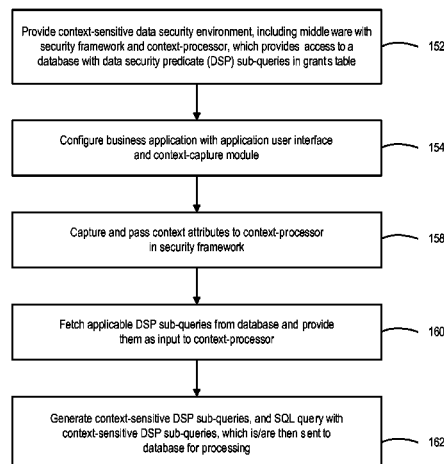 Provide context-sensitive data security environment, including middleware with
security framework and context-processor, which provides access to a
database with data security predicate (DSP) sub-queries in grants table
152
Configure business application with application user interface
and context-capture module
154
Capture and pass context attributes to context-processor
in security framework
158
Fetch applicable DSP sub-queries from database and provide
them as input to context-processor
160
Generate context-sensitive DSP sub-queries, and SQL query with
context-sensitive DSP sub-queries, which is/are then sent to
database for processing
162